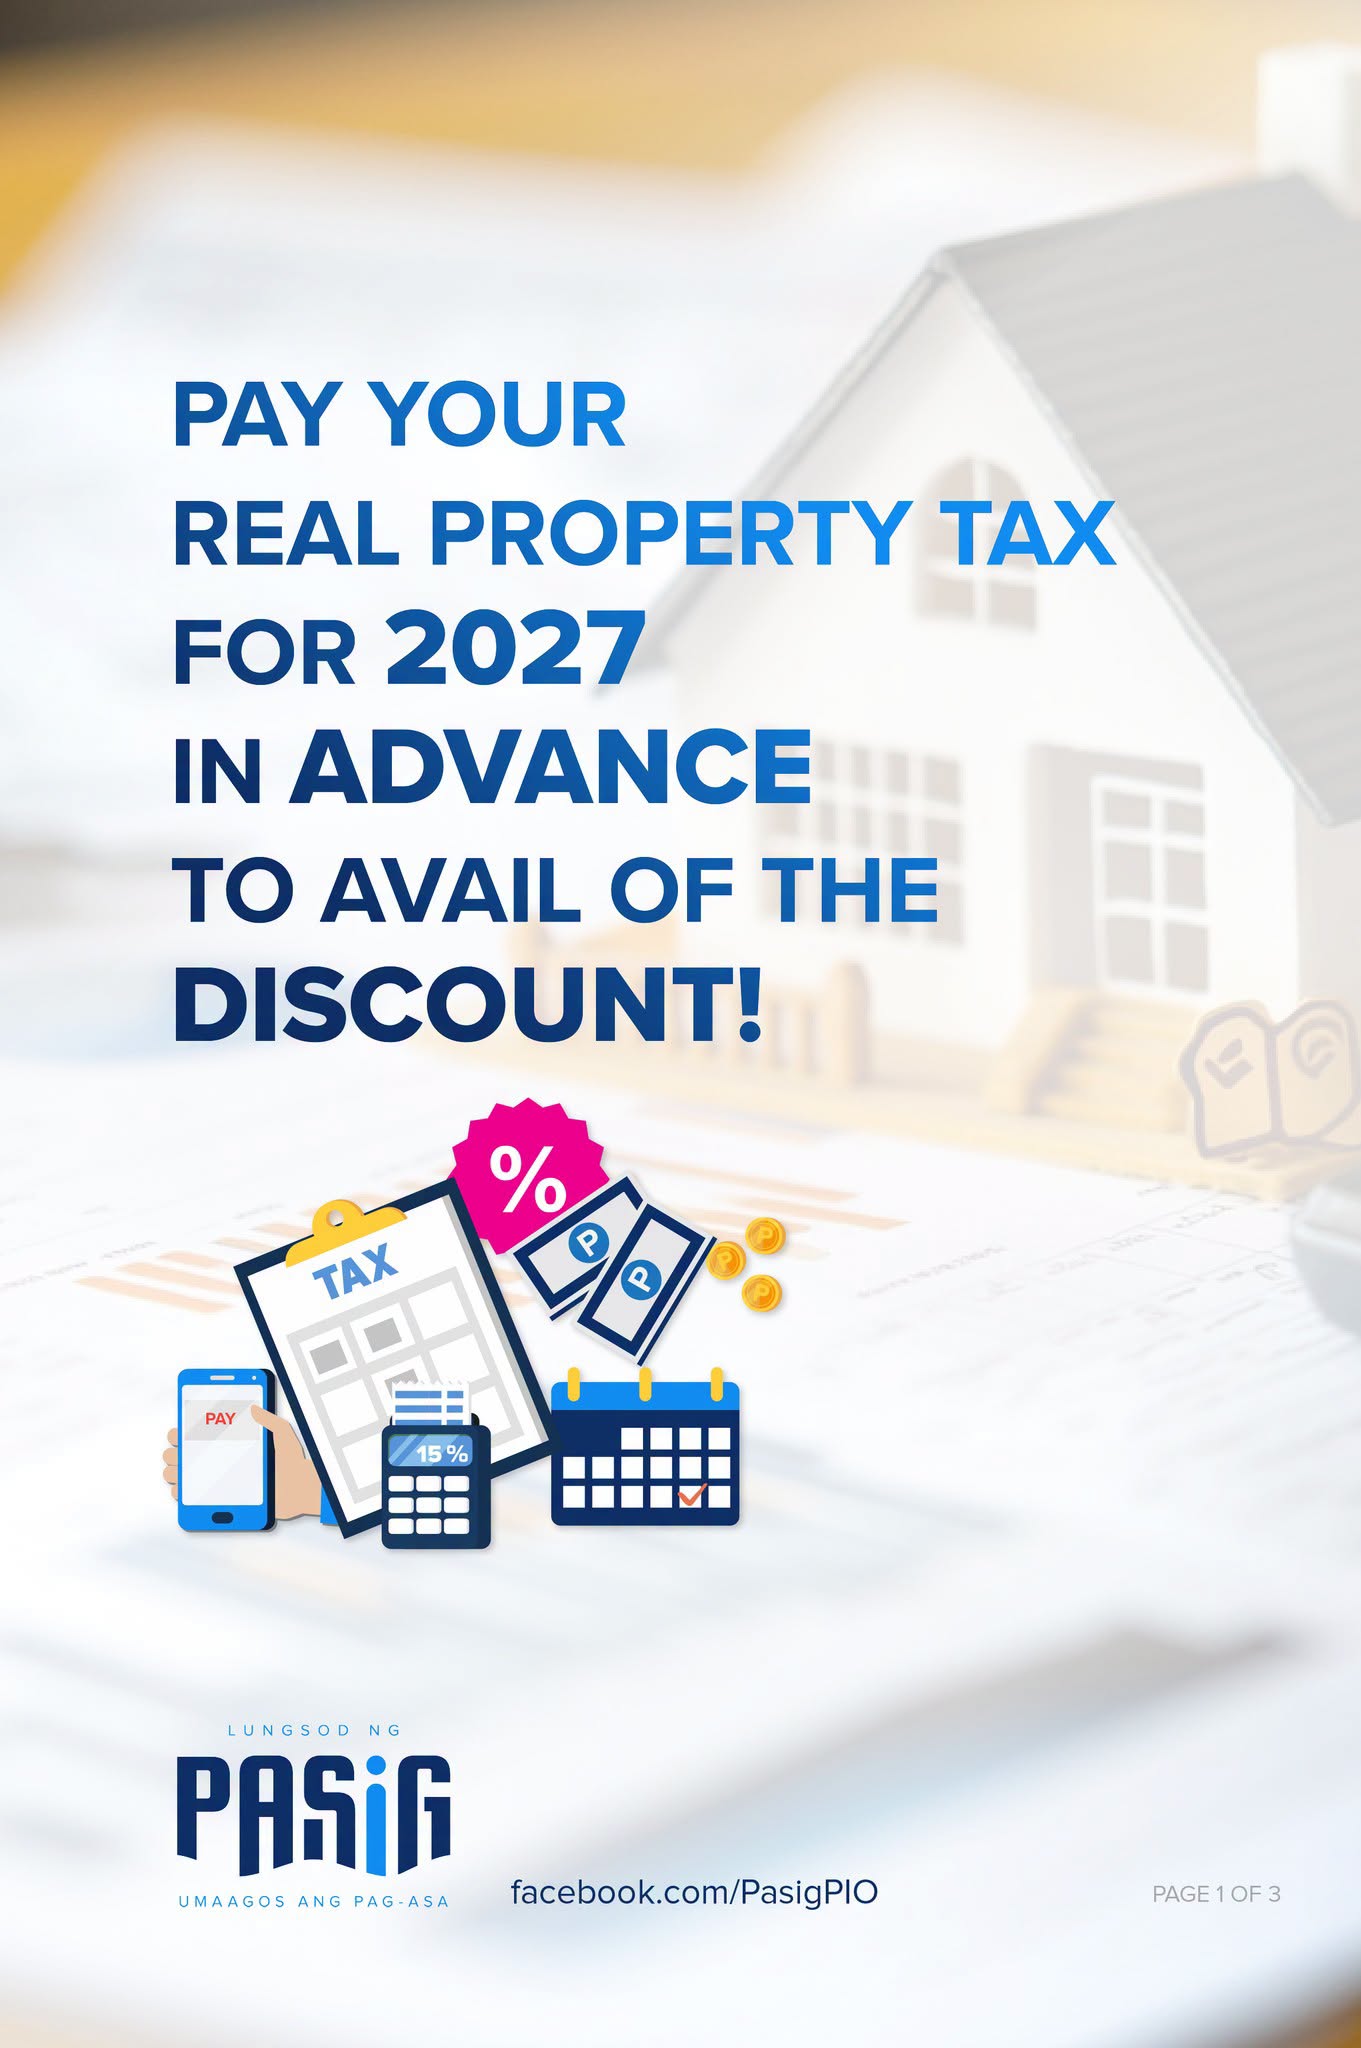 PAY YOUR
REAL PROPERTY TAX
FOR 2027
IN ADVANCE
TO AVAIL OF THE
DISCOUNT!
%
P
P
P
P
P
TAX
PAY
15%
LUNGSOD NG
PASiG
UMAAGOS ANG PAG-ASA
facebook.com/PasigPIO
PAGE 1 OF 3